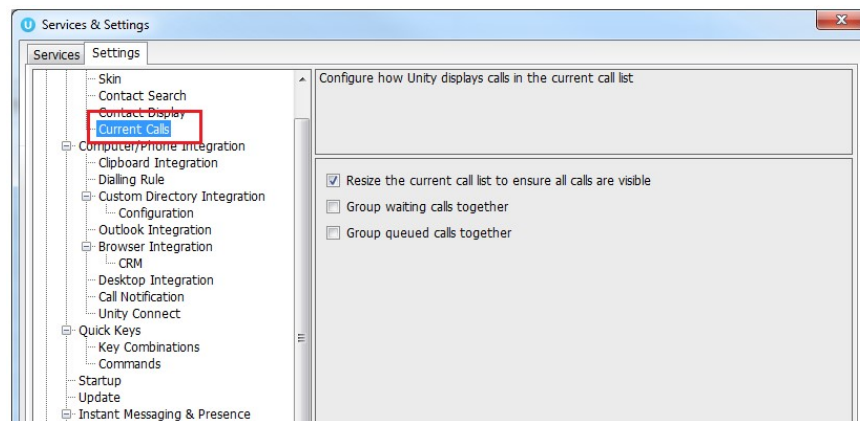 Services & Settings
Services Settings
Skin
Contact Search
Contact Display
Current Calls
Computer/Phone Integration
Clipboard Integration
Dialling Rule
Custom Directory Integration
Configuration
Outlook Integration
Browser Integration
CRM
Desktop Integration
Call Notification
Unity Connect
Quick Keys
Key Combinations
Commands
Startup
Update
Instant Messaging & Presence
Configure how Unity displays calls in the current call list
Resize the current call list to ensure all calls are visible
Group waiting calls together
Group queued calls together